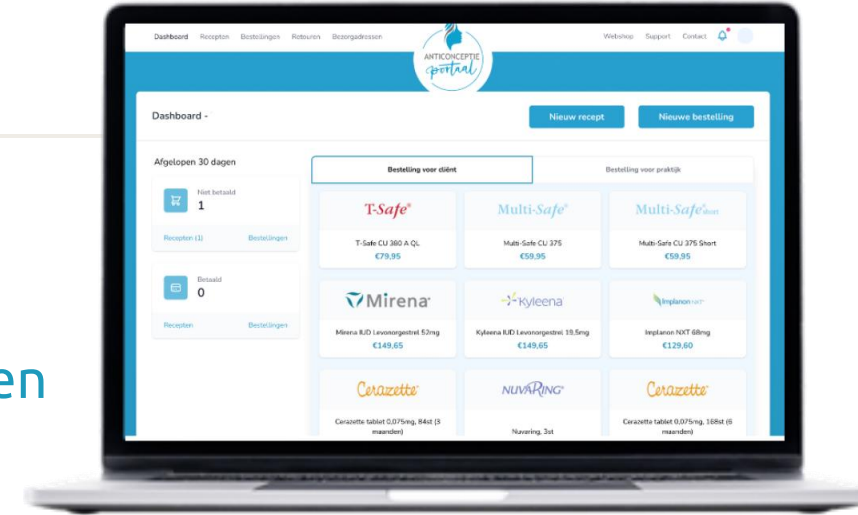 Dashboard Recepten Bestellingen Retouren Bezorgadressen
Webshop Support Contact
ANTICONCEPTIE
portaal
Dashboard -
Nieuw recept
Nieuwe bestelling
Afgelopen 30 dagen
Niet betaald
1
Recepten (1)
Bestellingen
Betaald
0
Recepten
Bestellingen
Bestelling voor cliënt
Bestelling voor praktijk
T-Safe®
Multi-Safe®
Multi-Safe® short
T-Safe CU 380 A QL
Multi-Safe CU 375
Multi-Safe CU 375 Short
€79,95
€59,95
€59,95
Mirena
Kyleena
Implanon NXT
Mirena IUD Levonorgestrel 52mg
Kyleena IUD Levonorgestrel 19,5mg
Implanon NXT 68mg
€149,65
€149,65
€129,60
Cerazette
NUVARING®
Cerazette
Cerazette tablet 0,075mg, 84st (3
maanden)
Nuvaring, 3st
Cerazette tablet 0,075mg, 168st (6
maanden)
en